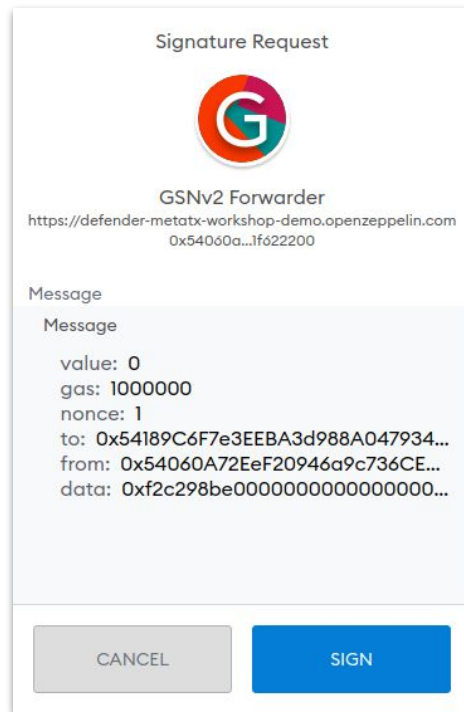 Signature Request
G
GSNv2 Forwarder
https://defender-metatx-workshop-demo.openzeppelin.com
0x54060a...1f622200
Message
Message
value: 0
gas: 1000000
nonce: 1
to: 0x54189C6F7e3EEBA3d988A047934...
from: 0x54060A72EeF20946a9c736CE...
data: 0xf2c298be0000000000000000...
CANCEL
SIGN